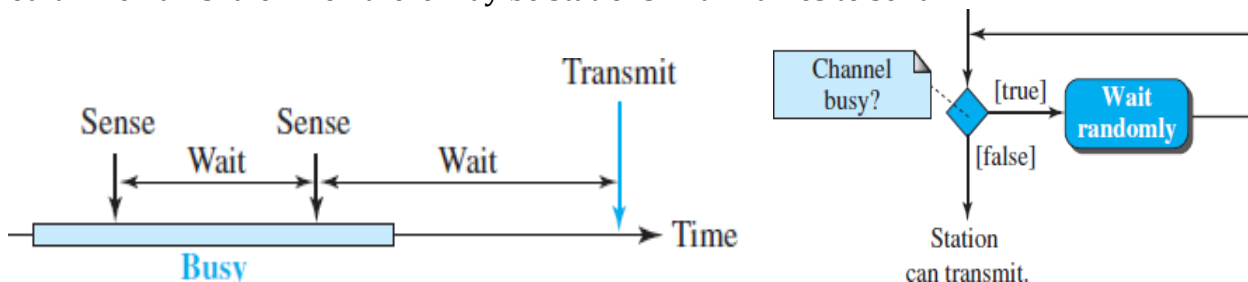 Transmit
Sense Sense
Wait Wait
Time
Busy
Channel
busy?
[true]
Wait
randomly
[false]
Station
can transmit.